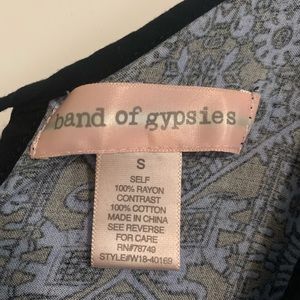 band of gypsies
S
SELF
100% RAYON
CONTRAST
100% COTTON
MADE IN CHINA
SEE REVERSE
FOR CARE
RN#78749
STYLE#W18-40169